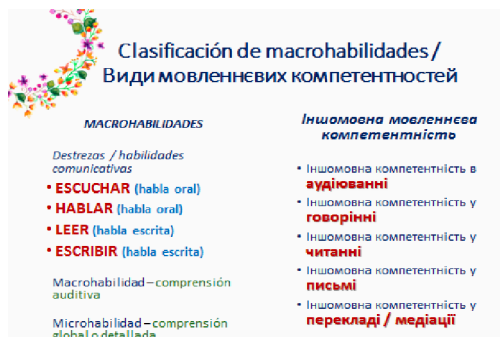 Clasificación de macrohabilidades /
Види мовленнєвих компетентностей
MACROHABILIDADES
Destrezas / habilidades
comunicativas
• ESCUCHAR (habla oral)
• HABLAR (habla oral)
• LEER (habla escrita)
• ESCRIBIR (habla escrita)
Macrohabilidad – comprensión
auditiva
Microhabilidad – comprensión
global o detallada
Іншомовна мовленнєва
компетентність
• Іншомовна компетентність в
аудіюванні
• Іншомовна компетентність у
говорінні
• Іншомовна компетентність у
читанні
• Іншомовна компетентність у
письмі
• Іншомовна компетентність у
перекладі / медіації